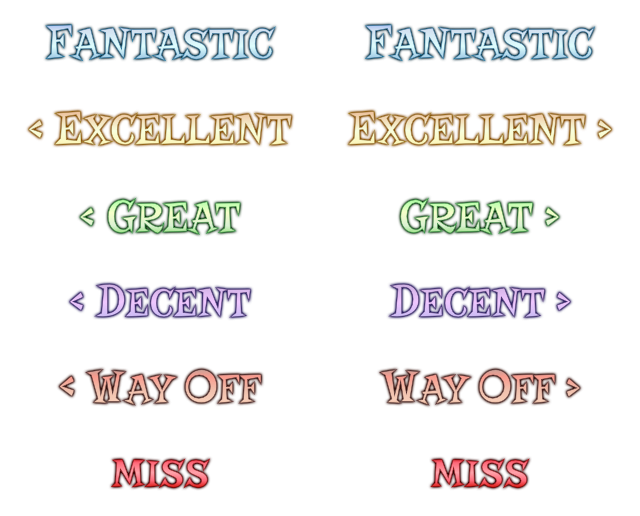 FANTASTIC FANTASTIC
< EXCELLENT EXCELLENT >
< GREAT GREAT >
< DECENT DECENT >
< WAY OFF WAY OFF >
MISS MISS